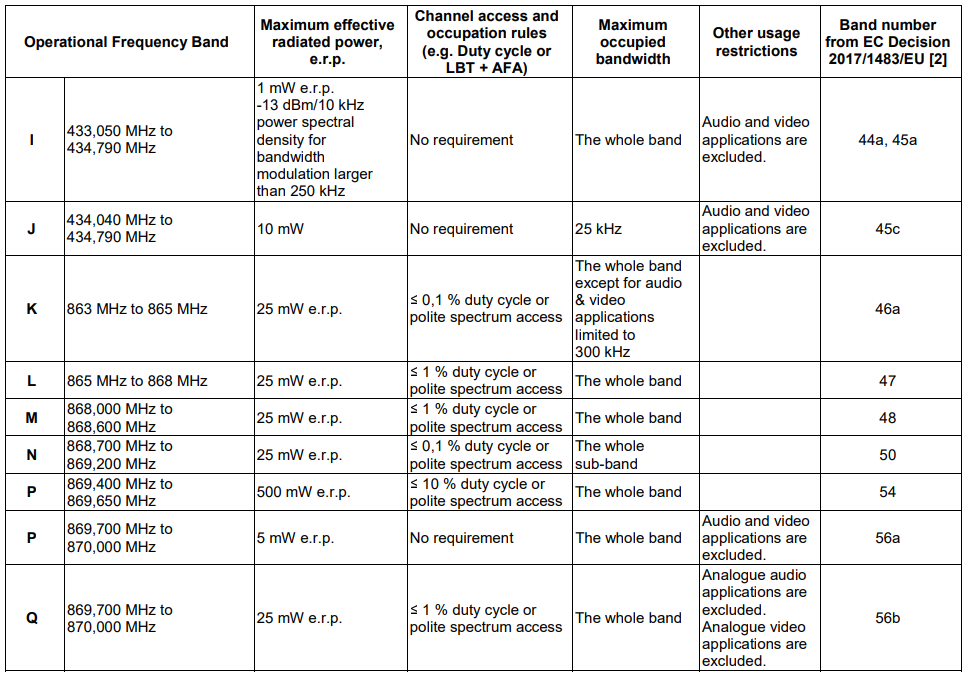 Operational Frequency Band
Maximum effective
radiated power,
e.r.p.
Channel access and
occupation rules
(e.g. Duty cycle or
LBT + AFA)
Maximum
occupied
bandwidth
Other usage
restrictions
Band number
from EC Decision
2017/1483/EU [2]
I
433,050 MHz to
434,790 MHz
1 mW e.r.p.
-13 dBm/10 kHz
power spectral
density for
bandwidth
modulation larger
than 250 kHz
No requirement
The whole band
Audio and video
applications are
excluded.
44a, 45a
J
434,040 MHz to
434,790 MHz
10 mW
No requirement
25 kHz
Audio and video
applications are
excluded.
45c
K
863 MHz to 865 MHz
25 mW e.r.p.
≤ 0,1 % duty cycle or
polite spectrum access
The whole band
except for audio
& video
applications
limited to
300 kHz
46a
L
865 MHz to 868 MHz
25 mW e.r.p.
≤ 1 % duty cycle or
polite spectrum access
The whole band
47
M
868,000 MHz to
868,600 MHz
25 mW e.r.p.
≤ 1 % duty cycle or
polite spectrum access
The whole band
48
N
868,700 MHz to
869,200 MHz
25 mW e.r.p.
≤ 0,1 % duty cycle or
polite spectrum access
The whole
sub-band
50
P
869,400 MHz to
869,650 MHz
500 mW e.r.p.
≤ 10 % duty cycle or
polite spectrum access
The whole band
54
P
869,700 MHz to
870,000 MHz
5 mW e.r.p.
No requirement
The whole band
Audio and video
applications are
excluded.
56a
Q
869,700 MHz to
870,000 MHz
25 mW e.r.p.
≤ 1 % duty cycle or
polite spectrum access
The whole band
Analogue audio
applications are
excluded.
Analogue video
applications are
excluded.
56b